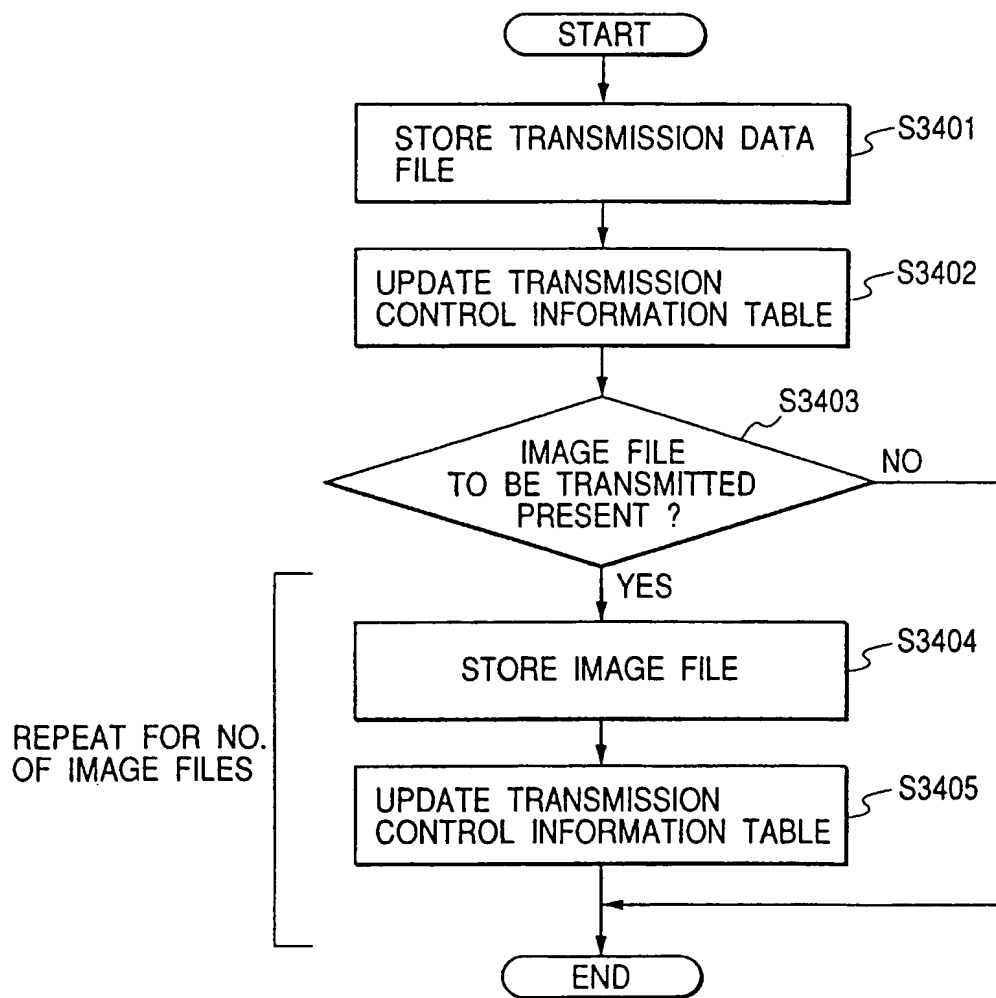 START
STORE TRANSMISSION DATA
FILE
S3401
UPDATE TRANSMISSION
CONTROL INFORMATION TABLE
S3402
S3403
IMAGE FILE
TO BE TRANSMITTED
PRESENT ?
NO
YES
STORE IMAGE FILE
S3404
REPEAT FOR NO.
OF IMAGE FILES
UPDATE TRANSMISSION
CONTROL INFORMATION TABLE
S3405
END